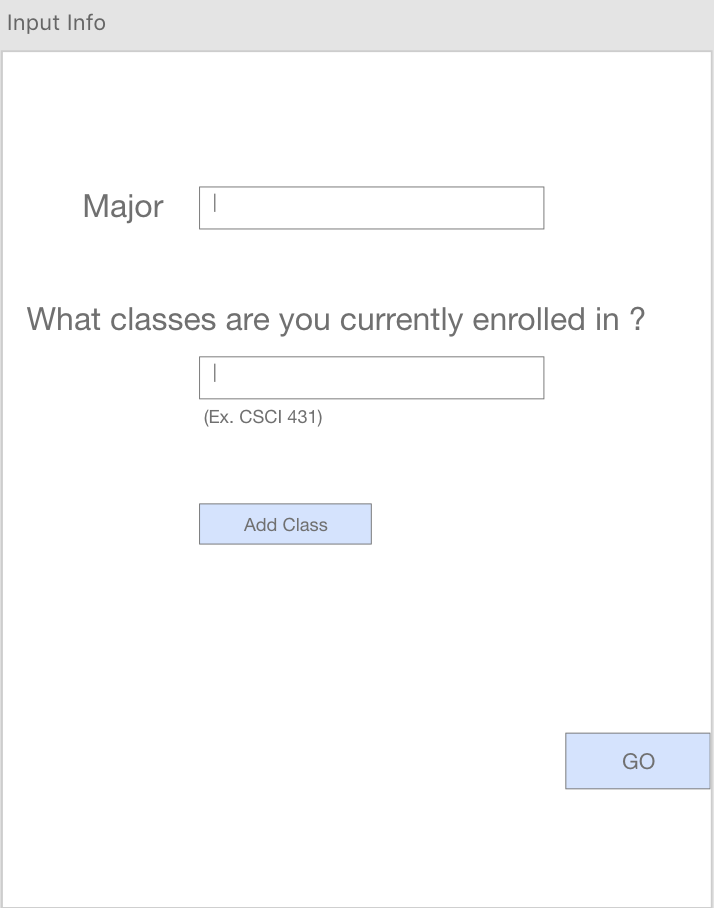 Input Info
Major
What classes are you currently enrolled in ?
(Ex. CSCI 431)
Add Class
GO